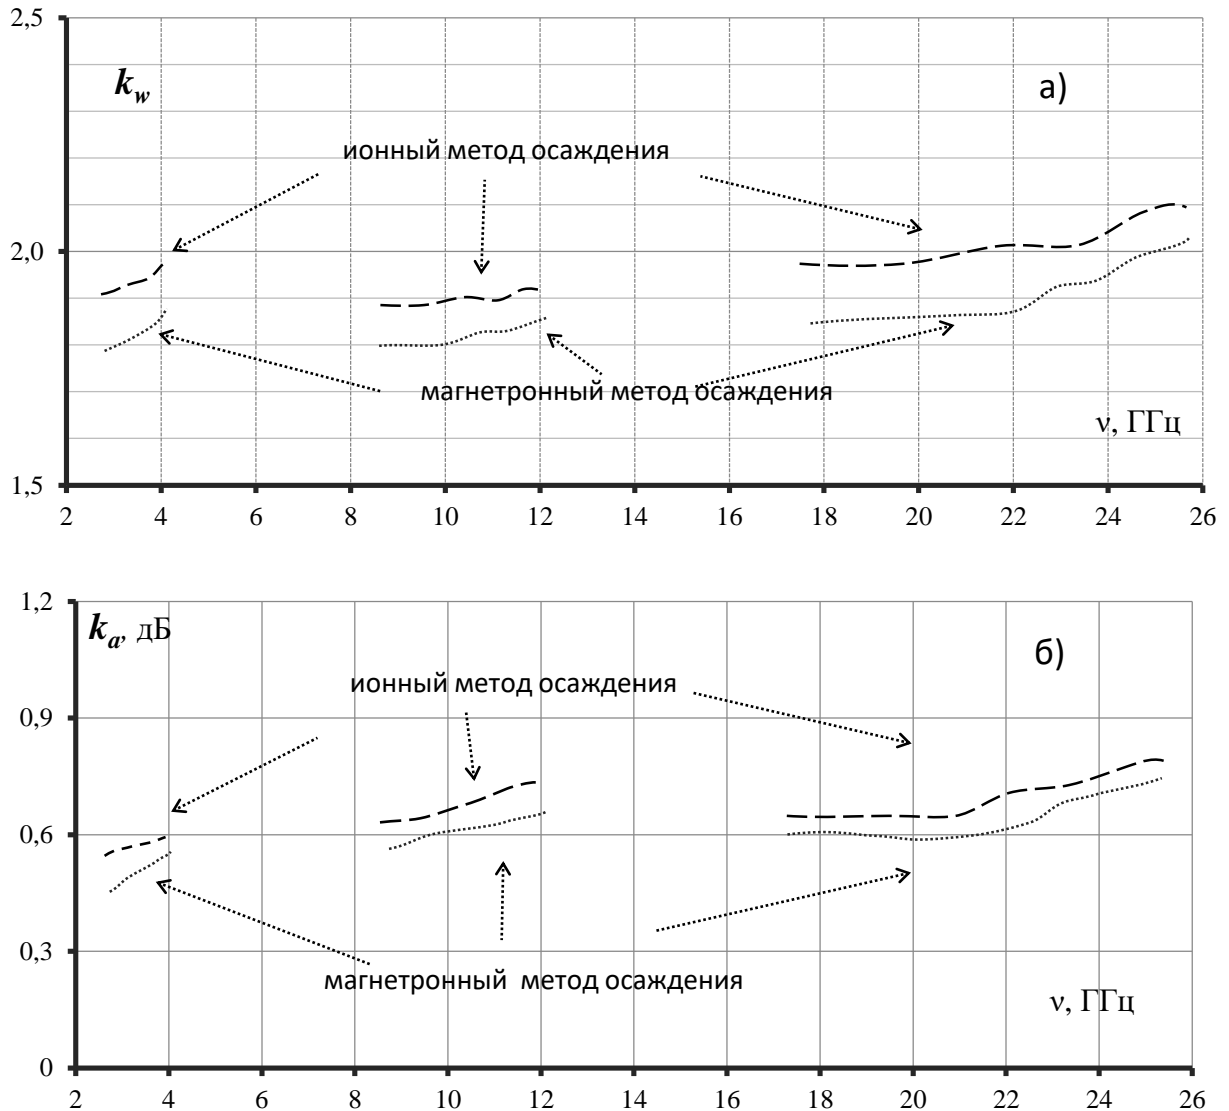 2,5
k_w
а)
ионный метод осаждения
2,0
магнетронный метод осаждения
ν, ГГц
1,5
2 4 6 8 10 12 14 16 18 20 22 24 26
1,2
k_a, дБ
б)
ионный метод осаждения
0,9
0,6
0,3
магнетронный метод осаждения
ν, ГГц
0
2 4 6 8 10 12 14 16 18 20 22 24 26